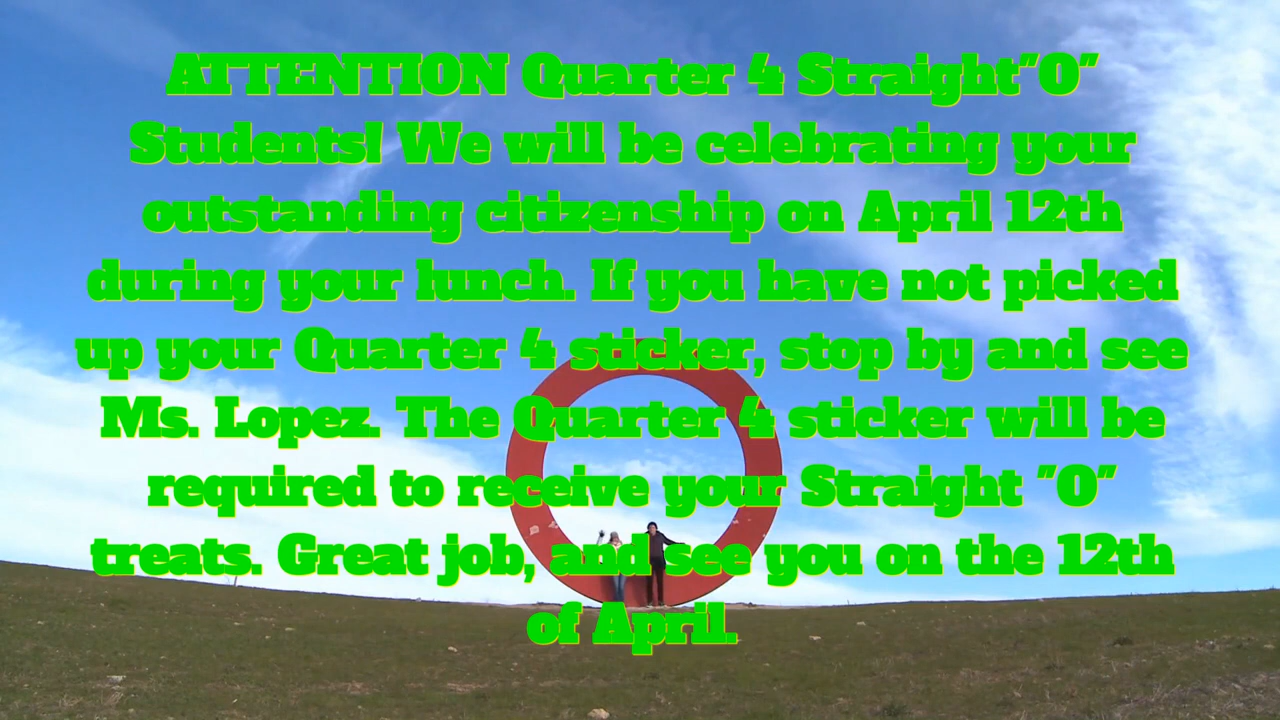 ATTENTION Quarter 4 Straight"O"
Students! We will be celebrating your
outstanding citizenship on April 12th
during your lunch. If you have not picked
up your Quarter 4 sticker, stop by and see
Ms. Lopez. The Quarter 4 sticker will be
required to receive your Straight "O"
treats. Great job, and see you on the 12th
of April.